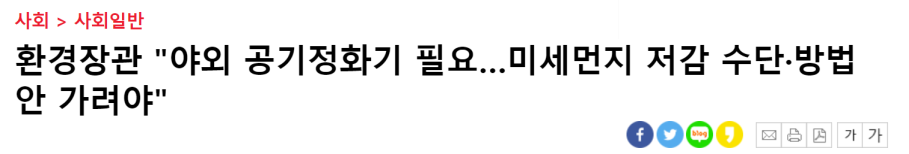 사회 > 사회일반
환경장관 "야외 공기정화기 필요...미세먼지 저감 수단·방법
안 가려야"
f blog 가 가